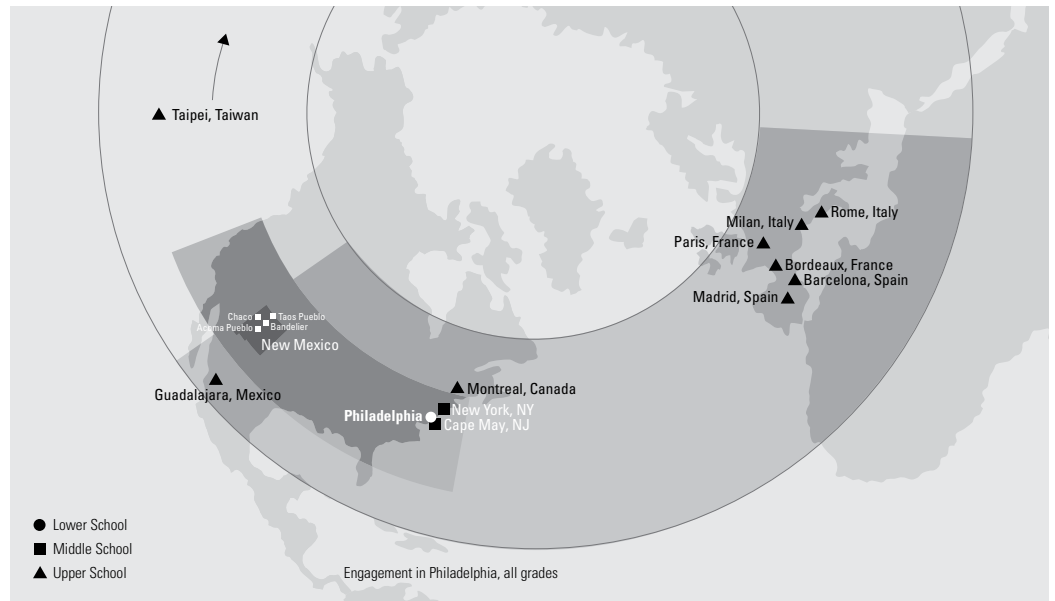 Taipei, Taiwan
Rome, Italy
Milan, Italy
Paris, France
Bordeaux, France
Barcelona, Spain
Madrid, Spain
Chaco
Taos Pueblo
Acoma Pueblo
Bandelier
New Mexico
Guadalajara, Mexico
Montreal, Canada
New York, NY
Philadelphia
Cape May, NJ
Lower School
Middle School
Upper School
Engagement in Philadelphia, all grades